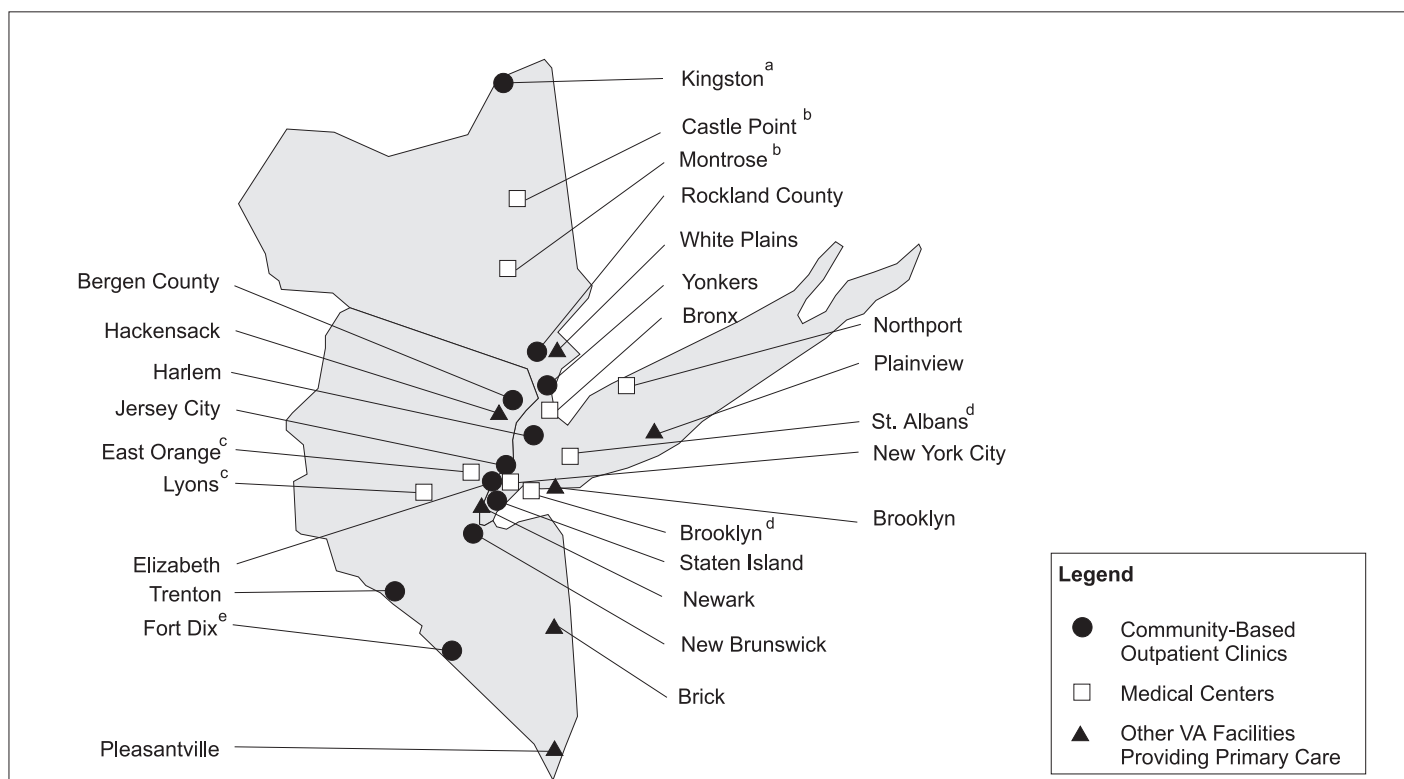 Kingston a
Castle Point b
Montrose b
Rockland County
White Plains
Yonkers
Bronx
Northport
Plainview
St. Albans d
New York City
Brooklyn
Brooklyn d
Staten Island
Newark
New Brunswick
Brick
Bergen County
Hackensack
Harlem
Jersey City
East Orange c
Lyons c
Elizabeth
Trenton
Fort Dix e
Pleasantville
Legend
Community-Based
Outpatient Clinics
Medical Centers
Other VA Facilities
Providing Primary Care